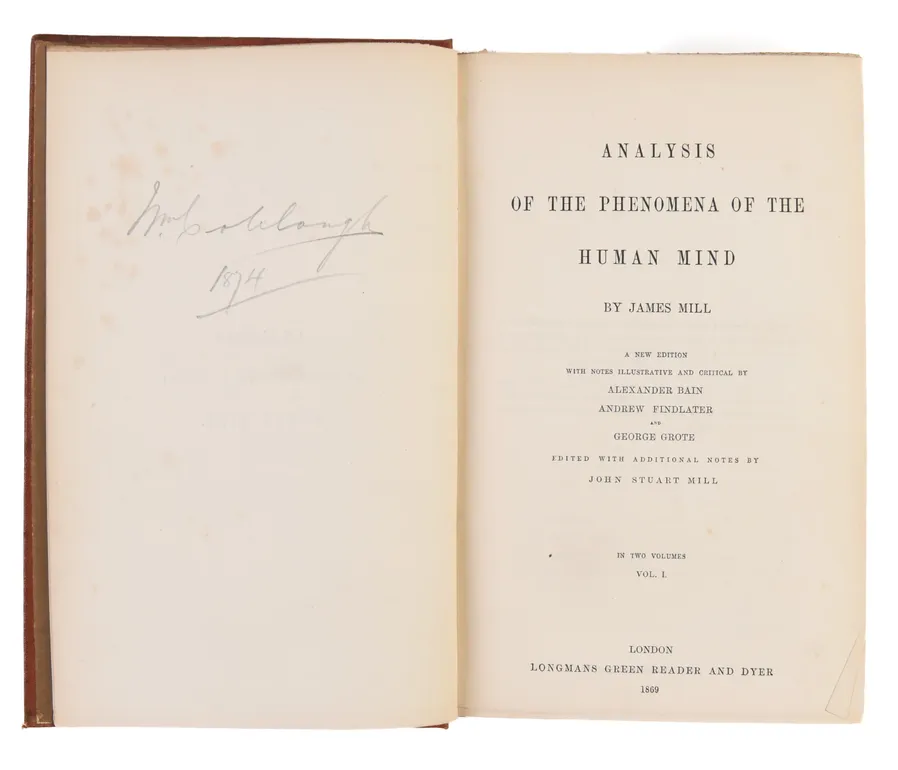 Wm. Colclough
1874
ANALYSIS
OF THE PHENOMENA OF THE
HUMAN MIND
BY JAMES MILL
A NEW EDITION
WITH NOTES ILLUSTRATIVE AND CRITICAL BY
ALEXANDER BAIN
ANDREW FINDLATER
AND
GEORGE GROTE
EDITED WITH ADDITIONAL NOTES BY
JOHN STUART MILL
IN TWO VOLUMES
VOL. I.
LONDON
LONGMANS GREEN READER AND DYER
1869